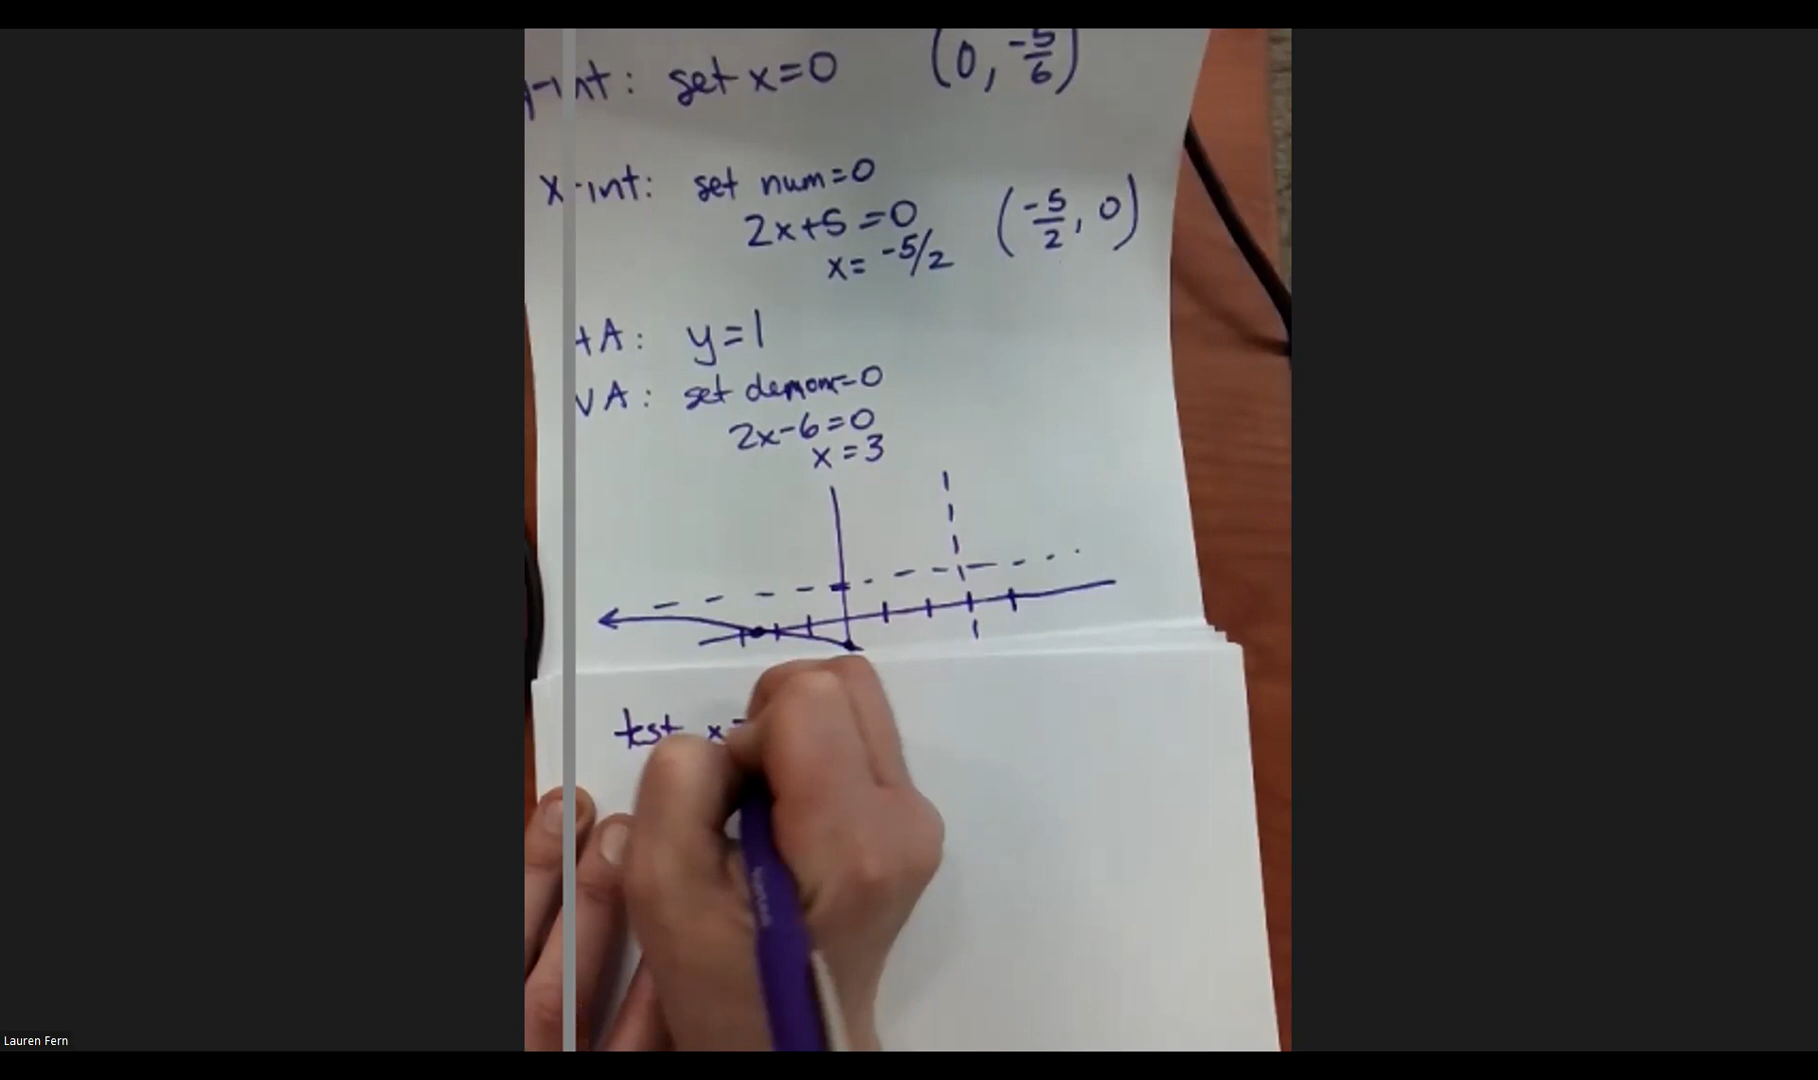 -int: set x=0 (0, -5/6)
x-int: set num=0
2x+5=0 (-5/2, 0)
x= -5/2
HA: y=1
VA: set denom=0
2x-6=0
x=3
test x=
Lauren Fern